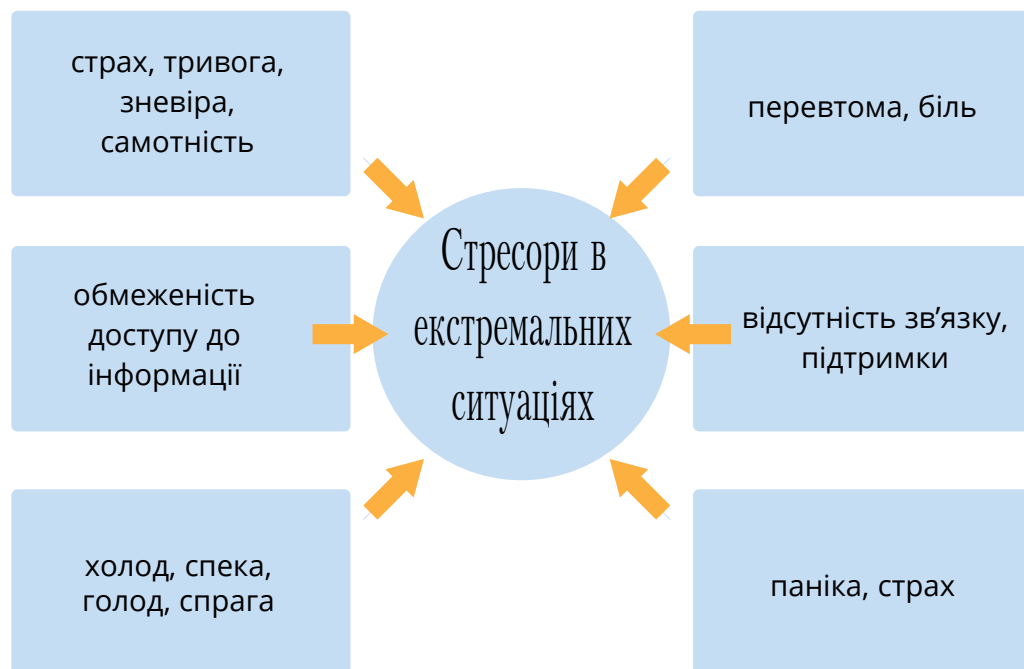 страх, тривога,
зневіра,
самотність
перевтома, біль
Стресори в
екстремальних
ситуаціях
обмеженість
доступу до
інформації
відсутність зв’язку,
підтримки
холод, спека,
голод, спрага
паніка, страх